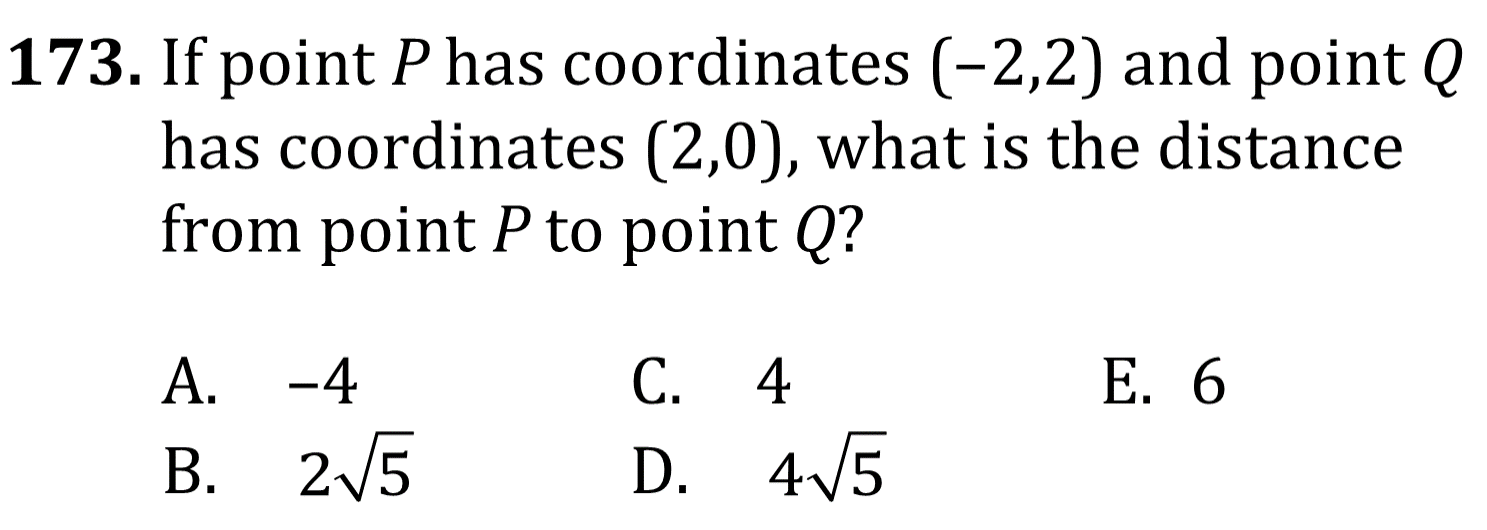 173. If point P has coordinates (−2,2) and point Q
has coordinates (2,0), what is the distance
from point P to point Q?
A. −4 C. 4 E. 6
B. 2√5 D. 4√5